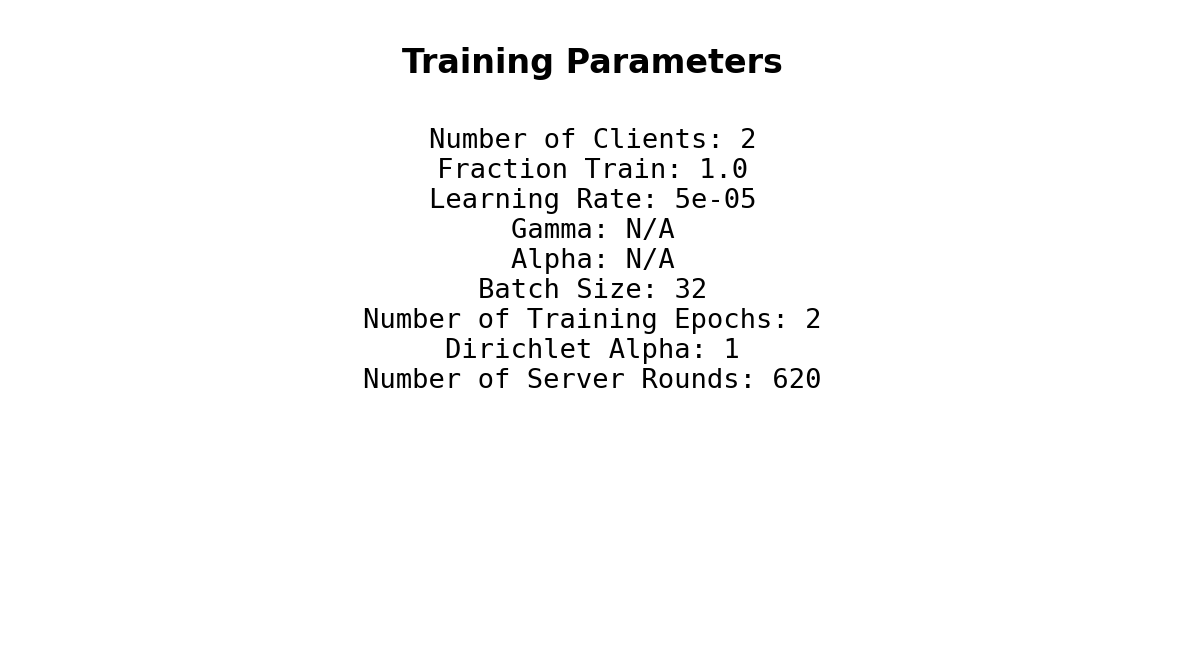 Training Parameters
Number of Clients: 2
Fraction Train: 1.0
Learning Rate: 5e-05
Gamma: N/A
Alpha: N/A
Batch Size: 32
Number of Training Epochs: 2
Dirichlet Alpha: 1
Number of Server Rounds: 620